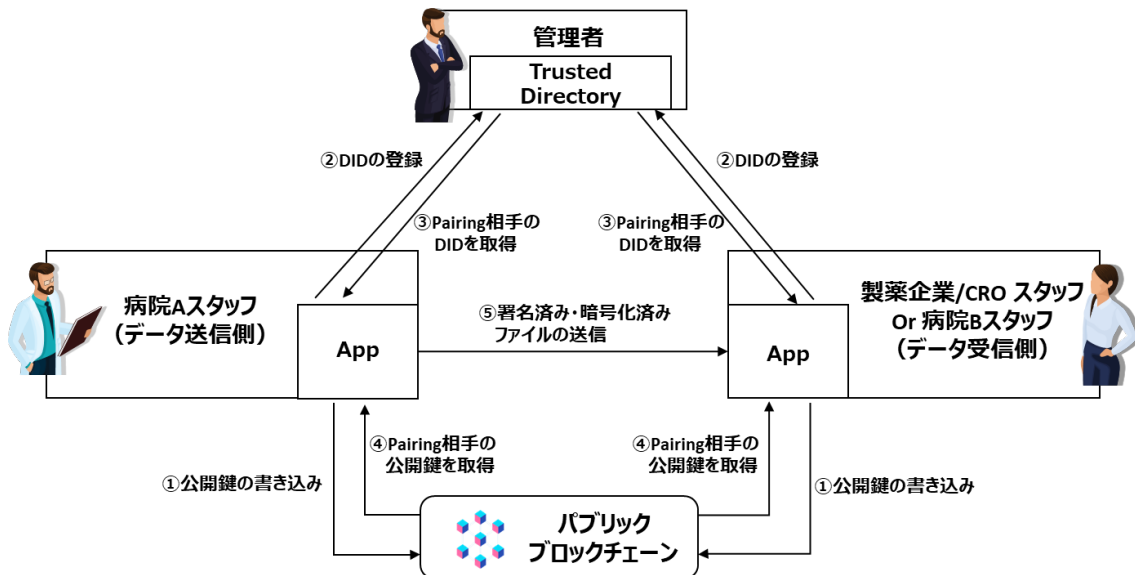 管理者
Trusted
Directory
②DIDの登録
②DIDの登録
③Pairing相手の
DIDを取得
③Pairing相手の
DIDを取得
病院Aスタッフ
（データ送信側）
App
⑤署名済み・暗号化済み
ファイルの送信
App
製薬企業/CRO スタッフ
Or 病院Bスタッフ
（データ受信側）
④Pairing相手の
公開鍵を取得
④Pairing相手の
公開鍵を取得
①公開鍵の書き込み
①公開鍵の書き込み
パブリック
ブロックチェーン